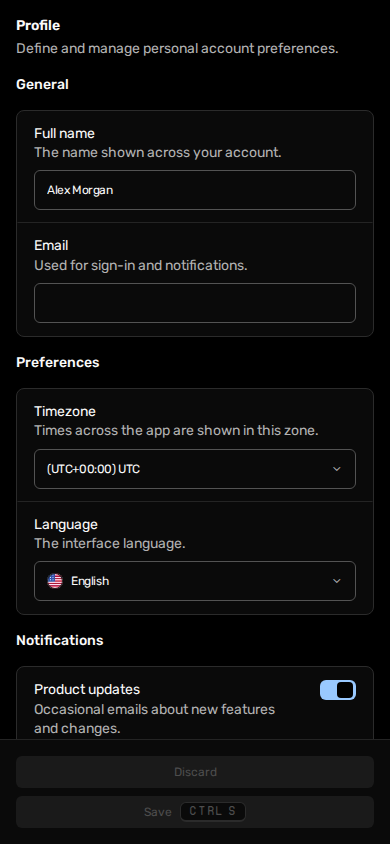 Profile
Define and manage personal account preferences.
General
Full name
The name shown across your account.
Alex Morgan
Email
Used for sign-in and notifications.
Preferences
Timezone
Times across the app are shown in this zone.
(UTC+00:00) UTC
Language
The interface language.
English
Notifications
Product updates
Occasional emails about new features
and changes.
Discard
Save CTRL S